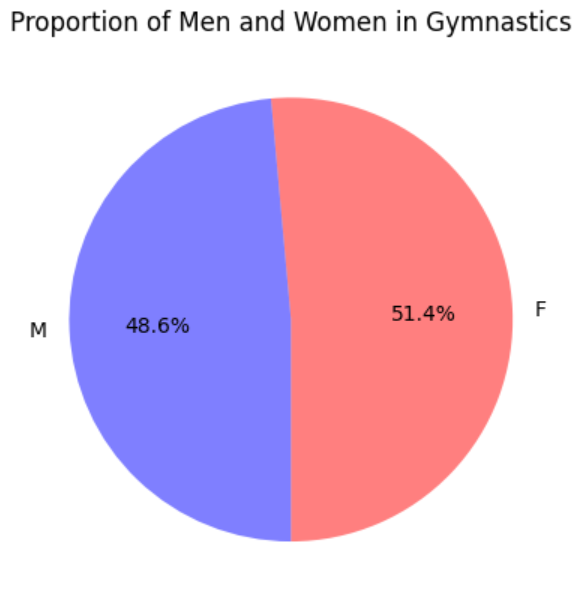 Proportion of Men and Women in Gymnastics
51.4%
F
48.6%
M